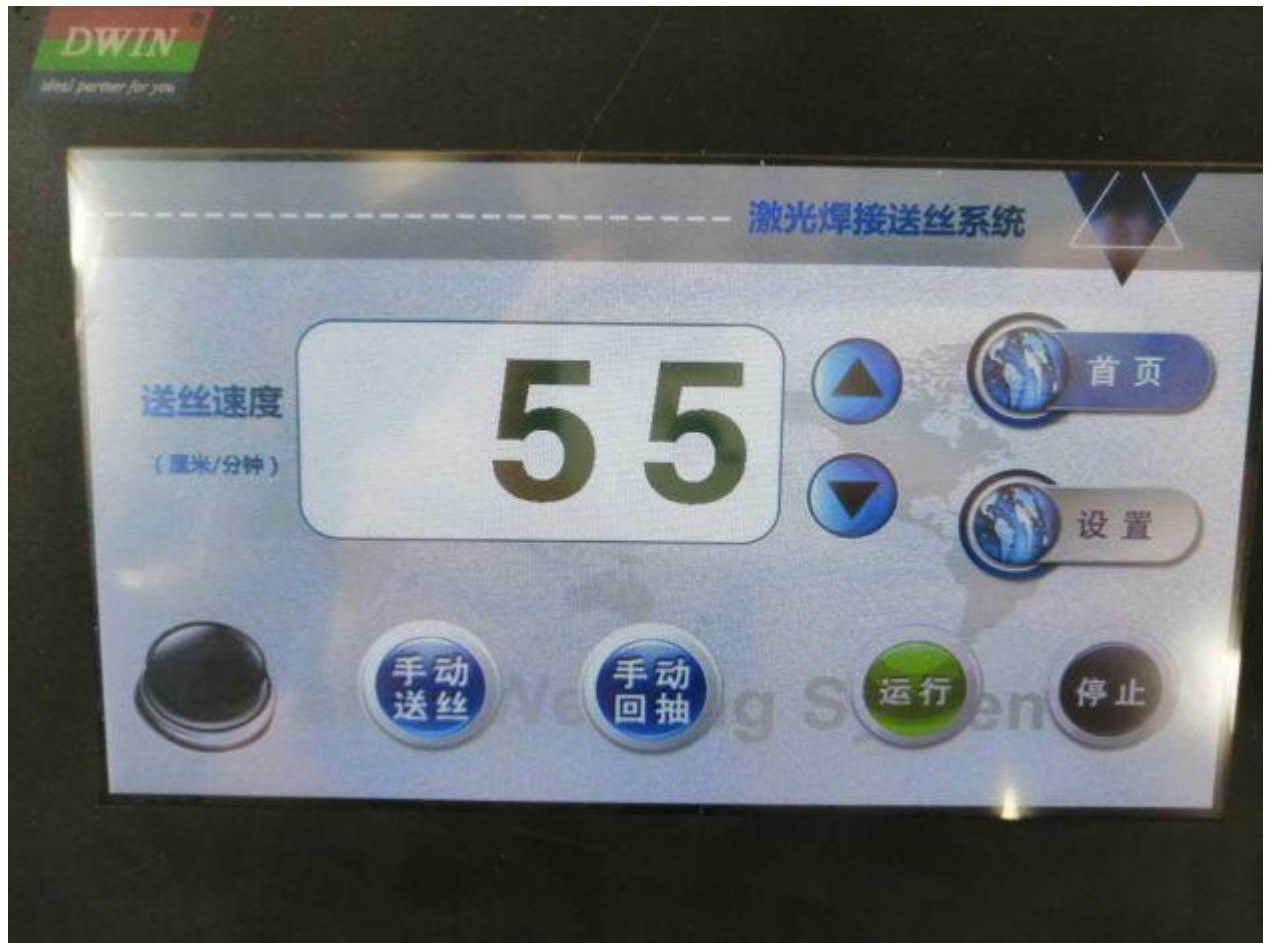 DWIN
ideal partner for you
激光焊接送丝系统
送丝速度
(厘米/分钟)
55
首页
设置
手动
送丝
手动
回抽
运行
停止